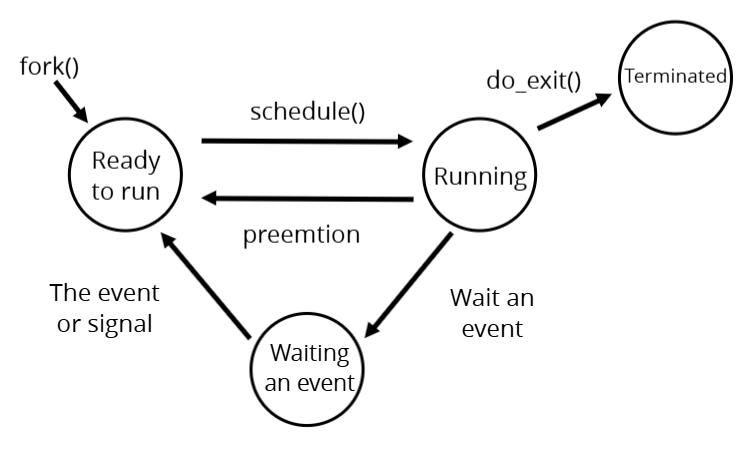 fork()
do_exit()
Terminated
schedule()
Ready
to run
Running
preemtion
The event
or signal
Wait an
event
Waiting
an event